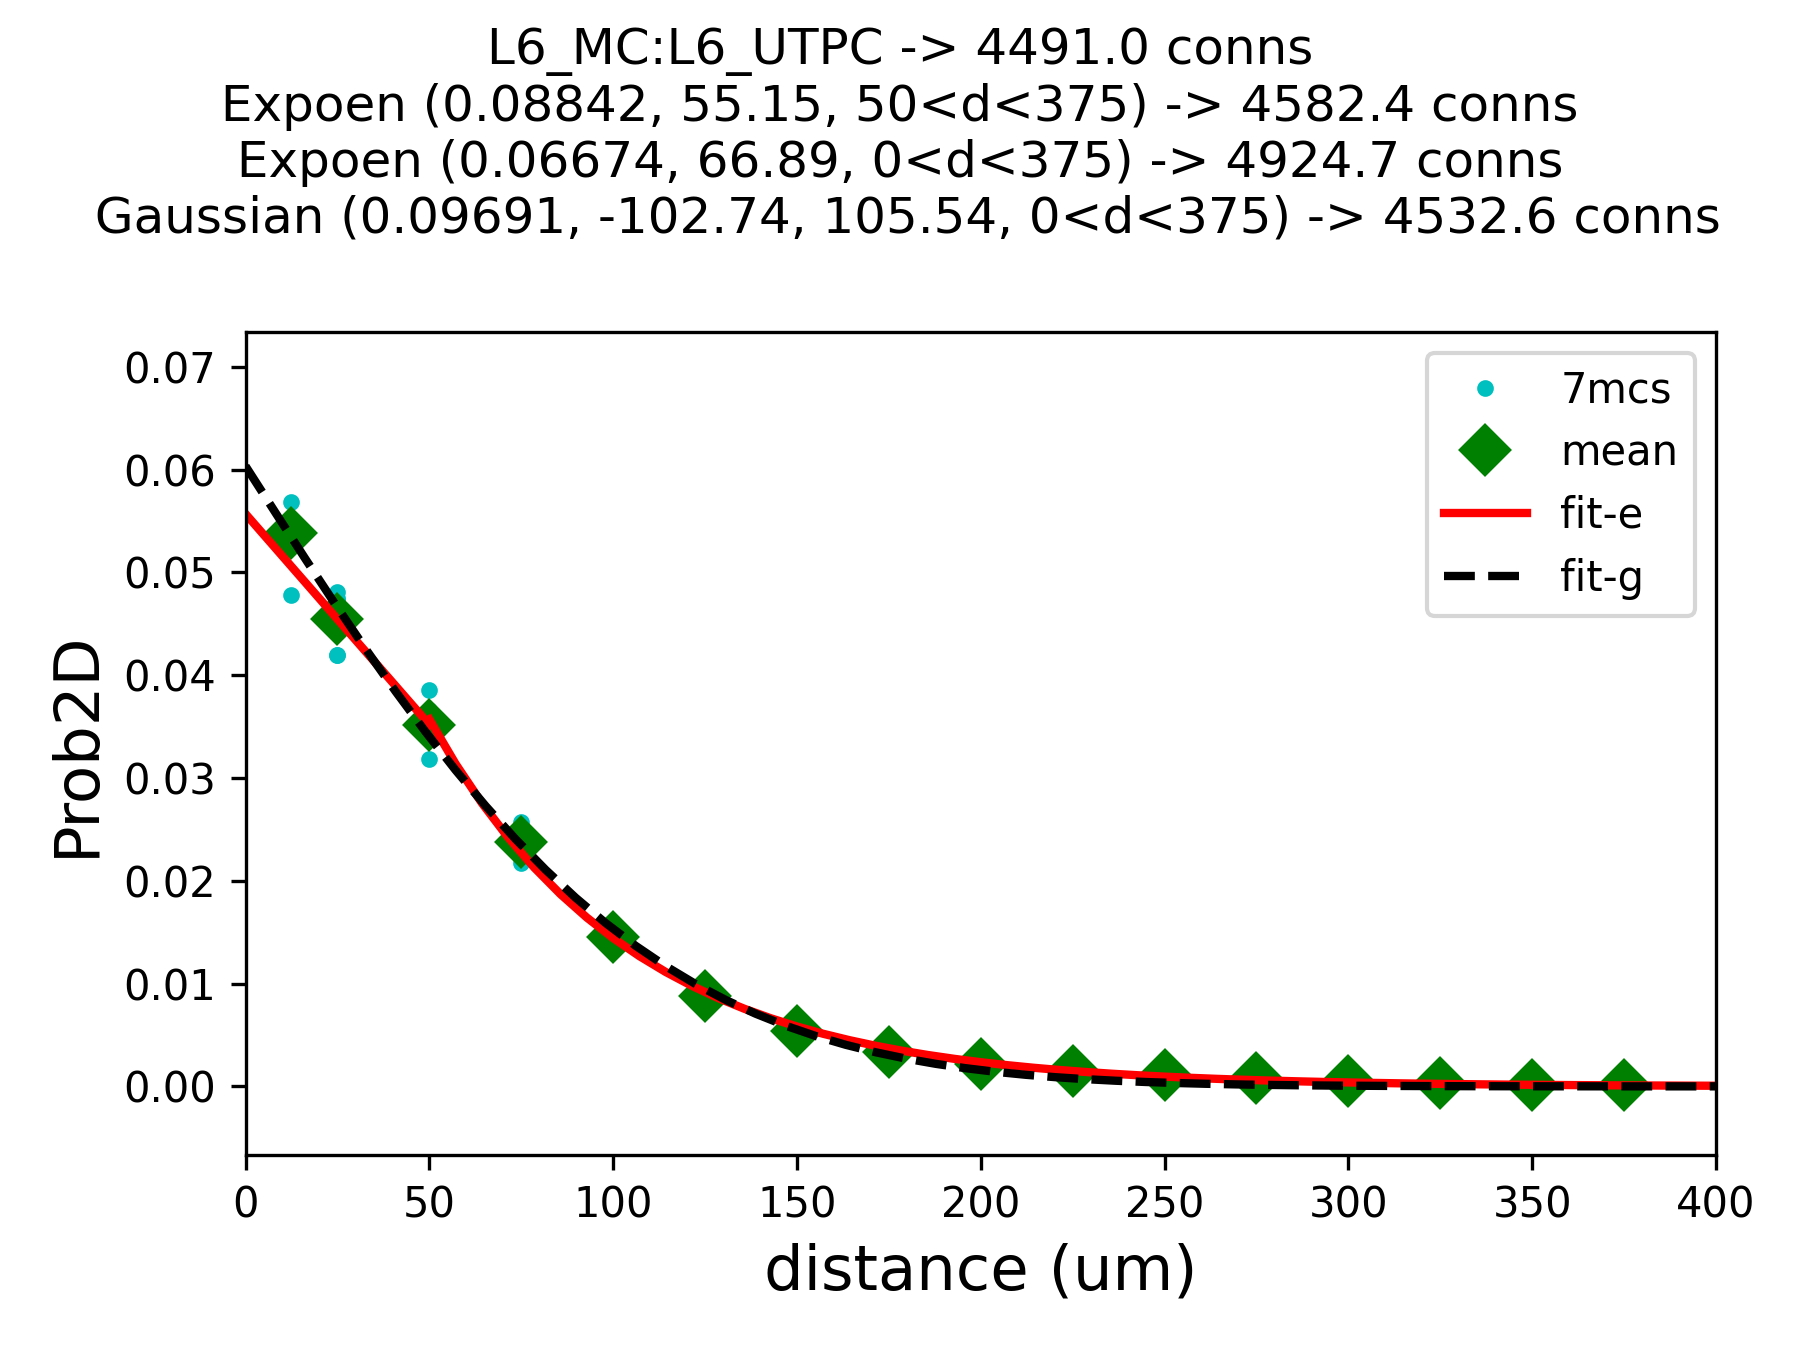 L6_MC:L6_UTPC -> 4491.0 conns
Expoen (0.08842, 55.15, 50<d<375) -> 4582.4 conns
Expoen (0.06674, 66.89, 0<d<375) -> 4924.7 conns
Gaussian (0.09691, -102.74, 105.54, 0<d<375) -> 4532.6 conns
7mcs
mean
fit-e
fit-g
Prob2D
0.07
0.06
0.05
0.04
0.03
0.02
0.01
0.00
0 50 100 150 200 250 300 350 400
distance (um)